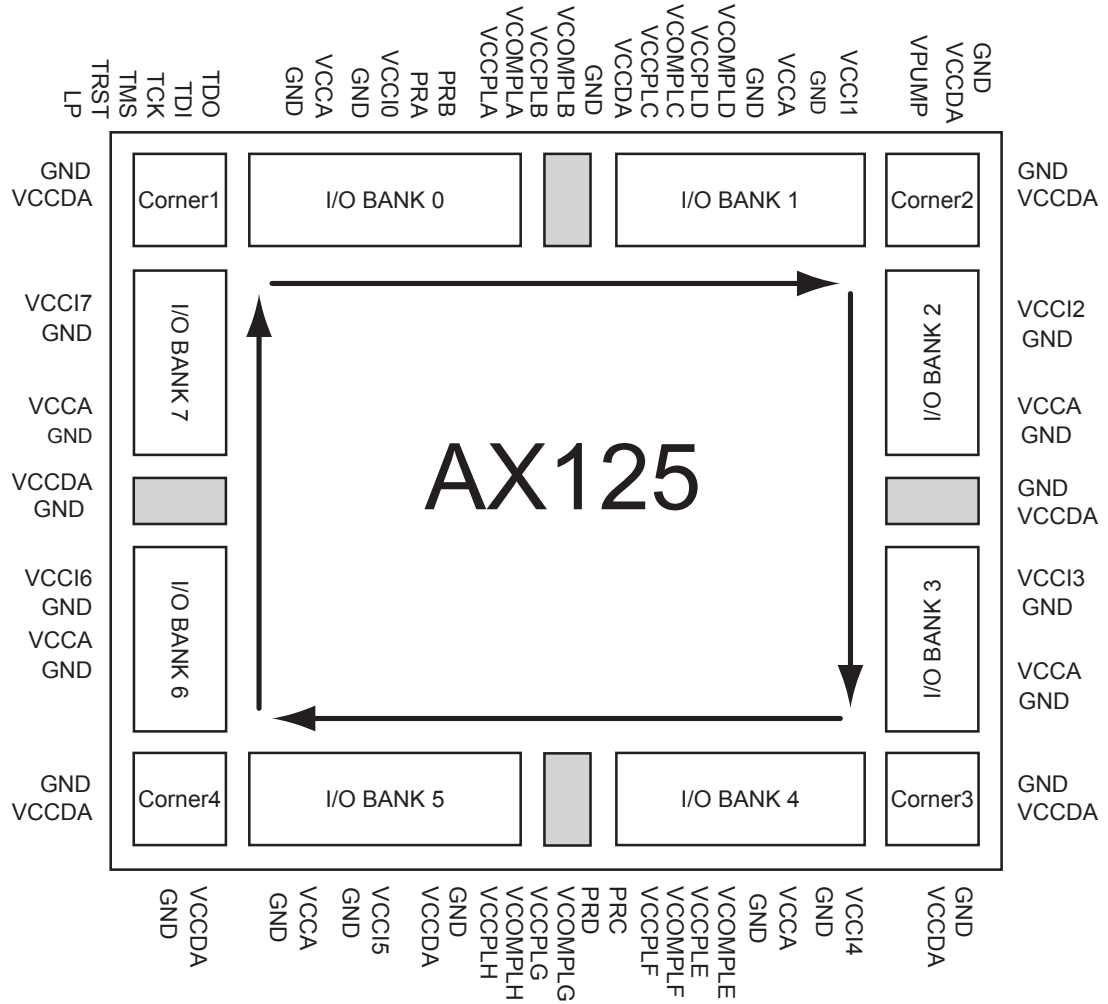 LP
TRST
TMS
TCK
TDI
TDO
GND
VCCA
GND
VCCI0
PRA
PRB
VCCPLA
VCOMPLA
VCCPLB
VCOMPLB
GND
VCCDA
VCCPLC
VCOMPLC
VCCPLD
VCOMPLD
GND
VCCA
GND
VCCI1
VPUMP
VCCDA
GND
GND
VCCDA
Corner1
I/O BANK 0
I/O BANK 1
Corner2
GND
VCCDA
VCCI7
GND
VCCA
GND
I/O BANK 7
I/O BANK 2
VCCI2
GND
VCCA
GND
AX125
VCCDA
GND
GND
VCCDA
VCCI6
GND
VCCA
GND
I/O BANK 6
I/O BANK 3
VCCI3
GND
VCCA
GND
GND
VCCDA
Corner4
I/O BANK 5
I/O BANK 4
Corner3
GND
VCCDA
GND
VCCDA
GND
VCCA
GND
VCCI5
VCCDA
GND
VCCPLH
VCOMPLH
VCCPLG
VCOMPLG
PRD
PRC
VCCPLF
VCOMPLF
VCCPLE
VCOMPLE
GND
VCCA
GND
VCCI4
VCCDA
GND